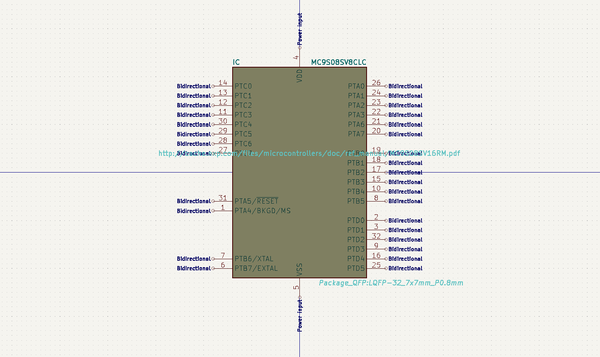 Power input
4
IC
MC9S08SV8CLC
VDD
Bidirectional 14 PTC0 PTA0 26 Bidirectional
Bidirectional 13 PTC1 PTA1 24 Bidirectional
Bidirectional 12 PTC2 PTA2 23 Bidirectional
Bidirectional 11 PTC3 PTA3 22 Bidirectional
Bidirectional 30 PTC4 PTA6 21 Bidirectional
Bidirectional 29 PTC5 PTA7 20 Bidirectional
Bidirectional 28 PTC6
27 19
18 Bidirectional
PTB2 17 Bidirectional
PTB3 15 Bidirectional
PTB4 10 Bidirectional
Bidirectional 31 PTA5/RESET PTB5 8 Bidirectional
Bidirectional 1 PTA4/BKGD/MS
PTD0 2 Bidirectional
PTD1 3 Bidirectional
PTD2 32 Bidirectional
PTD3 9 Bidirectional
Bidirectional 7 PTB6/XTAL PTD4 16 Bidirectional
Bidirectional 6 PTB7/EXTAL PTD5 25 Bidirectional
VSS
Package_QFP:LQFP-32_7x7mm_P0.8mm
5
Power input